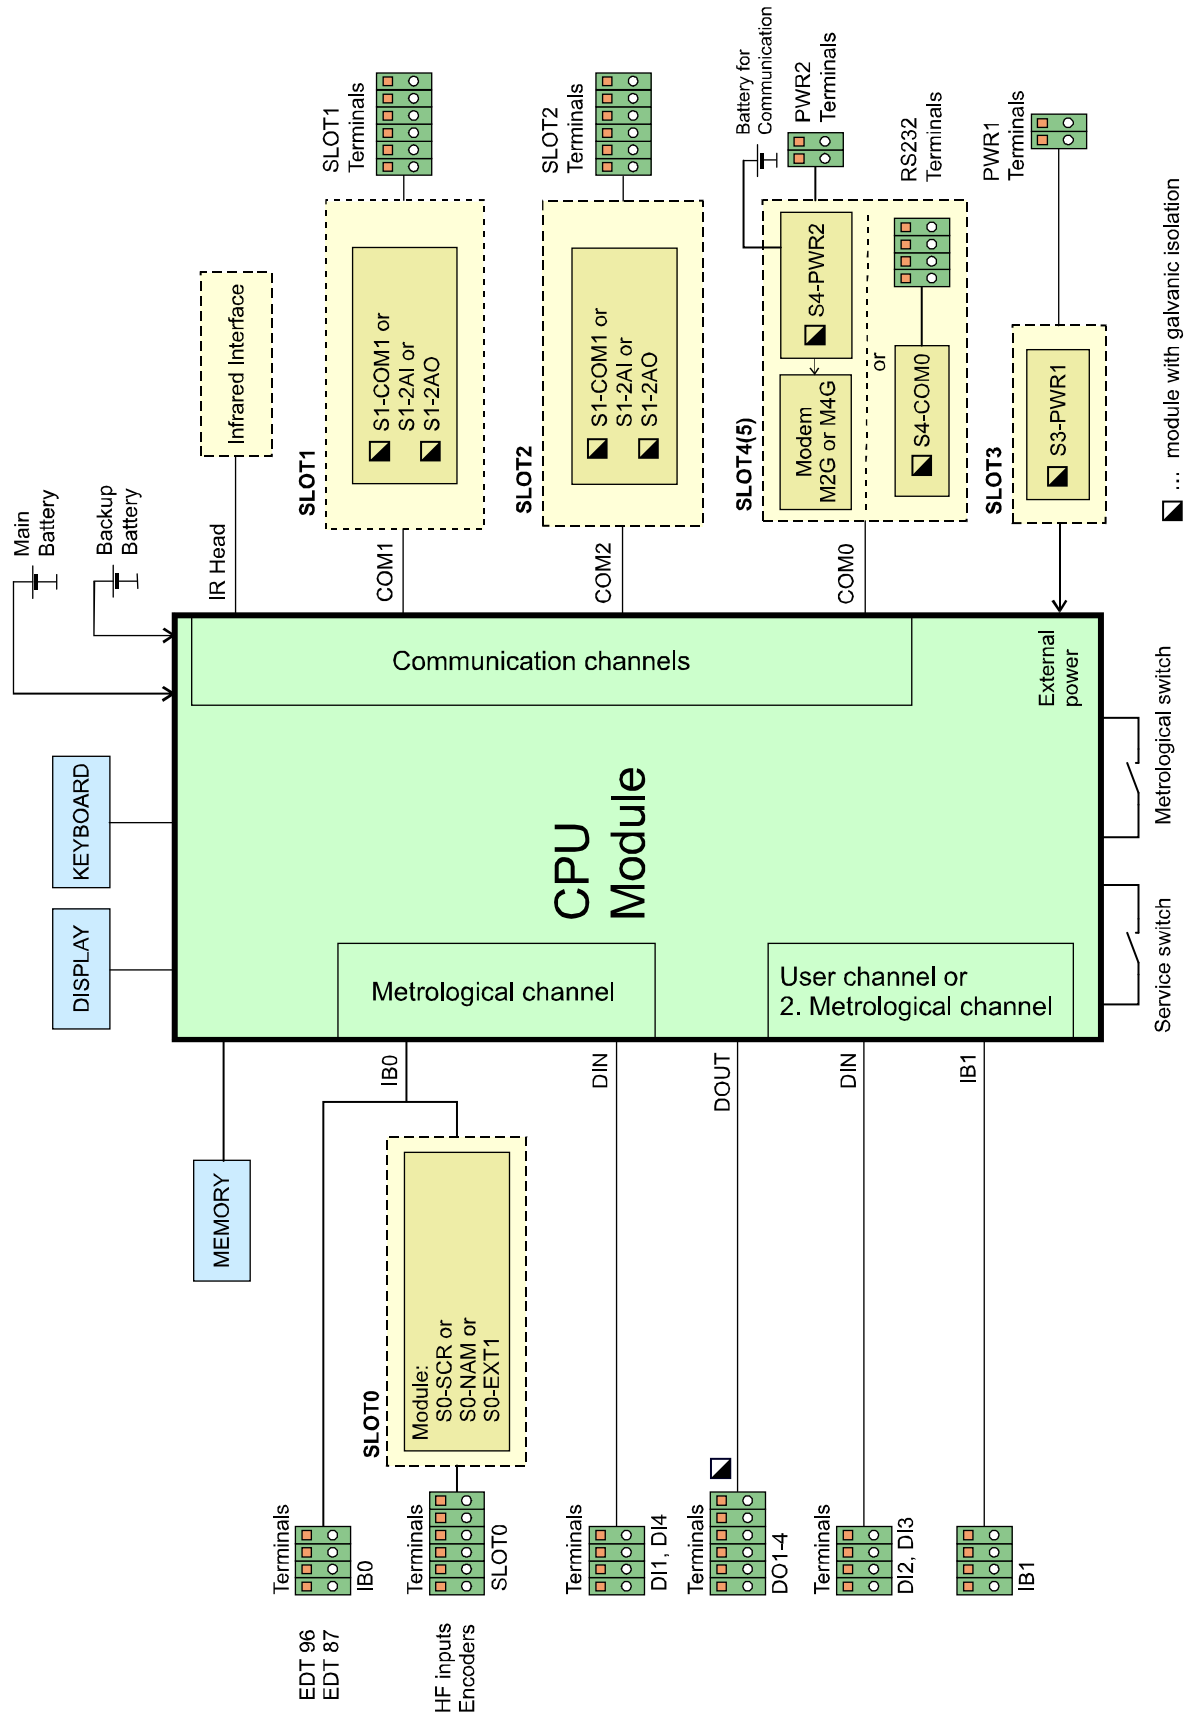 Main
Battery
Backup
Battery
DISPLAY
KEYBOARD
MEMORY
IR Head
Infrared Interface
EDT 96
EDT 87
Terminals
IB0
IB0
SLOT0
Module:
S0-SCR or
S0-NAM or
S0-EXT1
HF inputs
Encoders
Terminals
SLOT0
Terminals
DI1, DI4
DIN
Terminals
DO1-4
DOUT
Terminals
DI2, DI3
DIN
IB1
IB1
CPU
Module
Metrological channel
User channel or
2. Metrological channel
Communication channels
External
power
COM1
SLOT1
S1-COM1 or
S1-2AI or
S1-2AO
SLOT1
Terminals
COM2
SLOT2
S1-COM1 or
S1-2AI or
S1-2AO
SLOT2
Terminals
COM0
SLOT4(5)
Modem
M2G or M4G
S4-PWR2
or
S4-COM0
Battery for
Communication
PWR2
Terminals
RS232
Terminals
SLOT3
S3-PWR1
PWR1
Terminals
Service switch
Metrological switch
... module with galvanic isolation